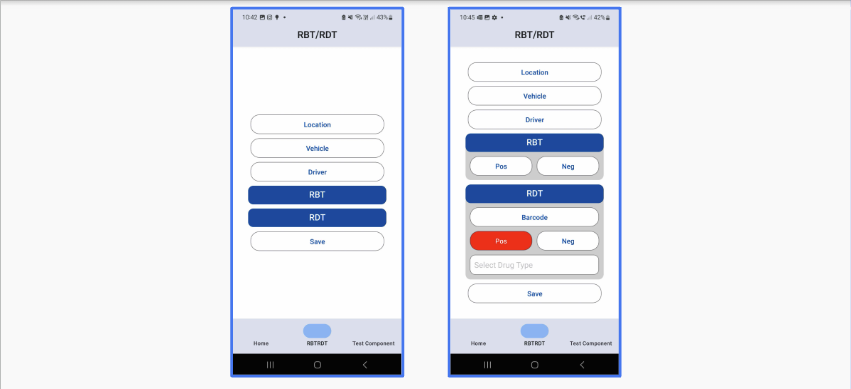 10:42
43%
RBT/RDT
Location
Vehicle
Driver
RBT
RDT
Save
Home RBTRDT Test Component
10:45
42%
RBT/RDT
Location
Vehicle
Driver
RBT
Pos Neg
RDT
Barcode
Pos Neg
Select Drug Type
Save
Home RBTRDT Test Component